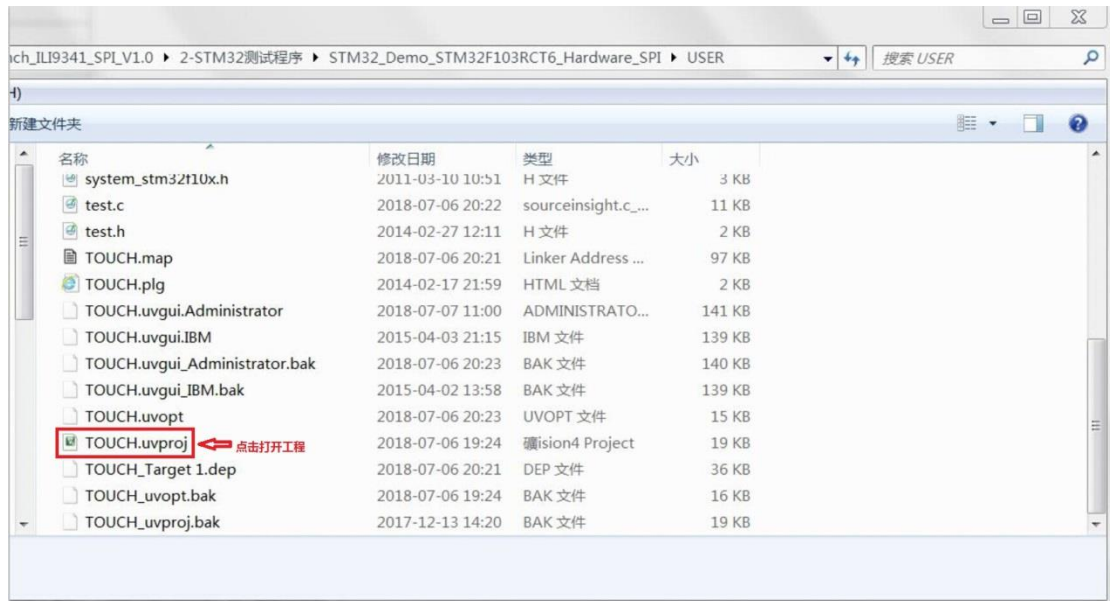 nch_ILI9341_SPI_V1.0 ▸ 2-STM32测试程序 ▸ STM32_Demo_STM32F103RCT6_Hardware_SPI ▸ USER 搜索 USER
H)
新建文件夹
名称 修改日期 类型 大小
system_stm32f10x.h 2011-03-10 10:51 H 文件 3 KB
test.c 2018-07-06 20:22 sourceinsight.c_... 11 KB
test.h 2014-02-27 12:11 H 文件 2 KB
TOUCH.map 2018-07-06 20:21 Linker Address ... 97 KB
TOUCH.plg 2014-02-17 21:59 HTML 文档 2 KB
TOUCH.uvgui.Administrator 2018-07-07 11:00 ADMINISTRATO... 141 KB
TOUCH.uvgui.IBM 2015-04-03 21:15 IBM 文件 139 KB
TOUCH.uvgui_Administrator.bak 2018-07-06 20:23 BAK 文件 140 KB
TOUCH.uvgui_IBM.bak 2015-04-02 13:58 BAK 文件 139 KB
TOUCH.uvopt 2018-07-06 20:23 UVOPT 文件 15 KB
TOUCH.uvproj 点击打开工程 2018-07-06 19:24 礦ision4 Project 19 KB
TOUCH_Target 1.dep 2018-07-06 20:21 DEP 文件 36 KB
TOUCH_uvopt.bak 2018-07-06 19:24 BAK 文件 16 KB
TOUCH_uvproj.bak 2017-12-13 14:20 BAK 文件 19 KB